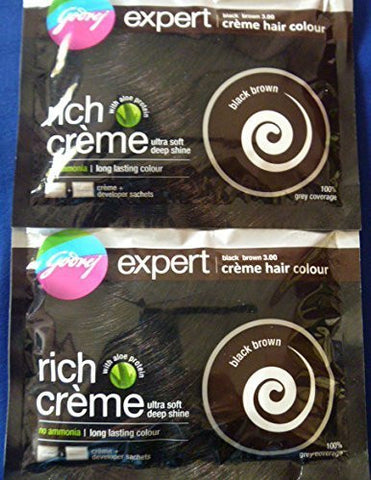 Godrej
expert
black brown 3.00
crème hair colour
black brown
rich
crème
with aloe protein
ultra soft
deep shine
ammonia | long lasting colour
crème +
developer sachets
100%
grey coverage
Godrej
expert
black brown 3.00
crème hair colour
black brown
rich
crème
with aloe protein
ultra soft
deep shine
no ammonia | long lasting colour
crème +
developer sachets
100%
grey coverage